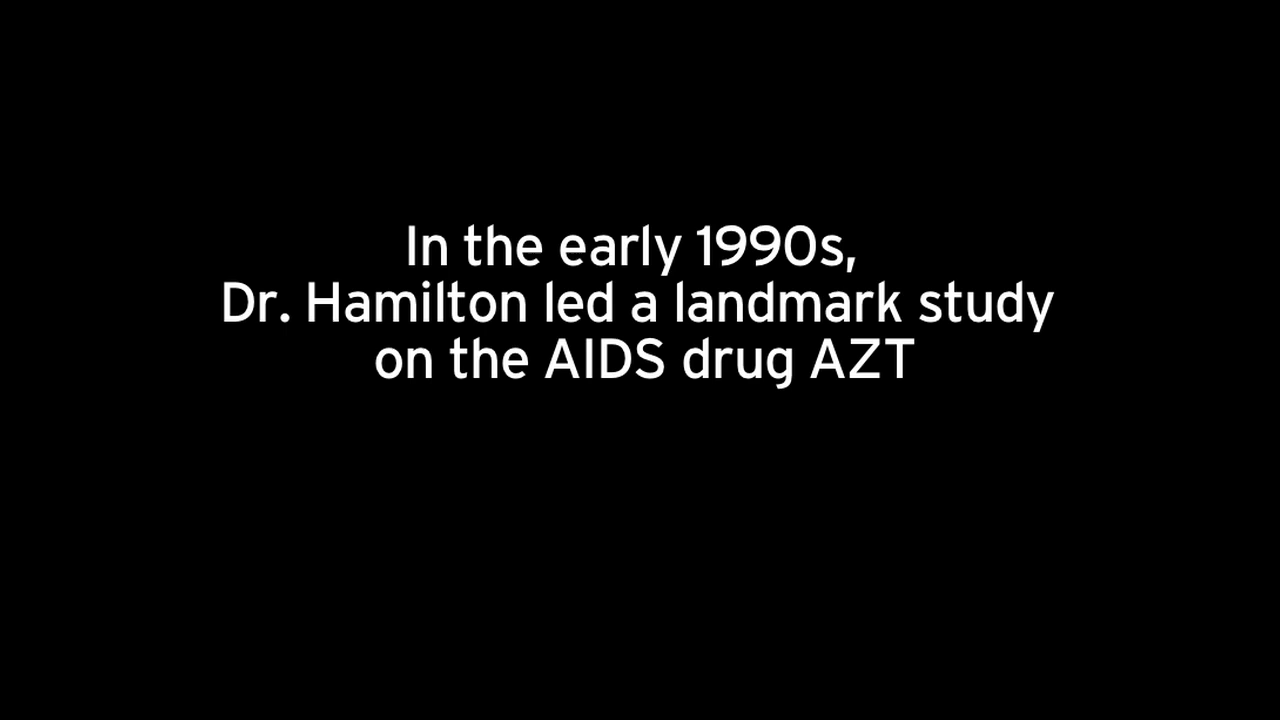 In the early 1990s,
Dr. Hamilton led a landmark study
on the AIDS drug AZT